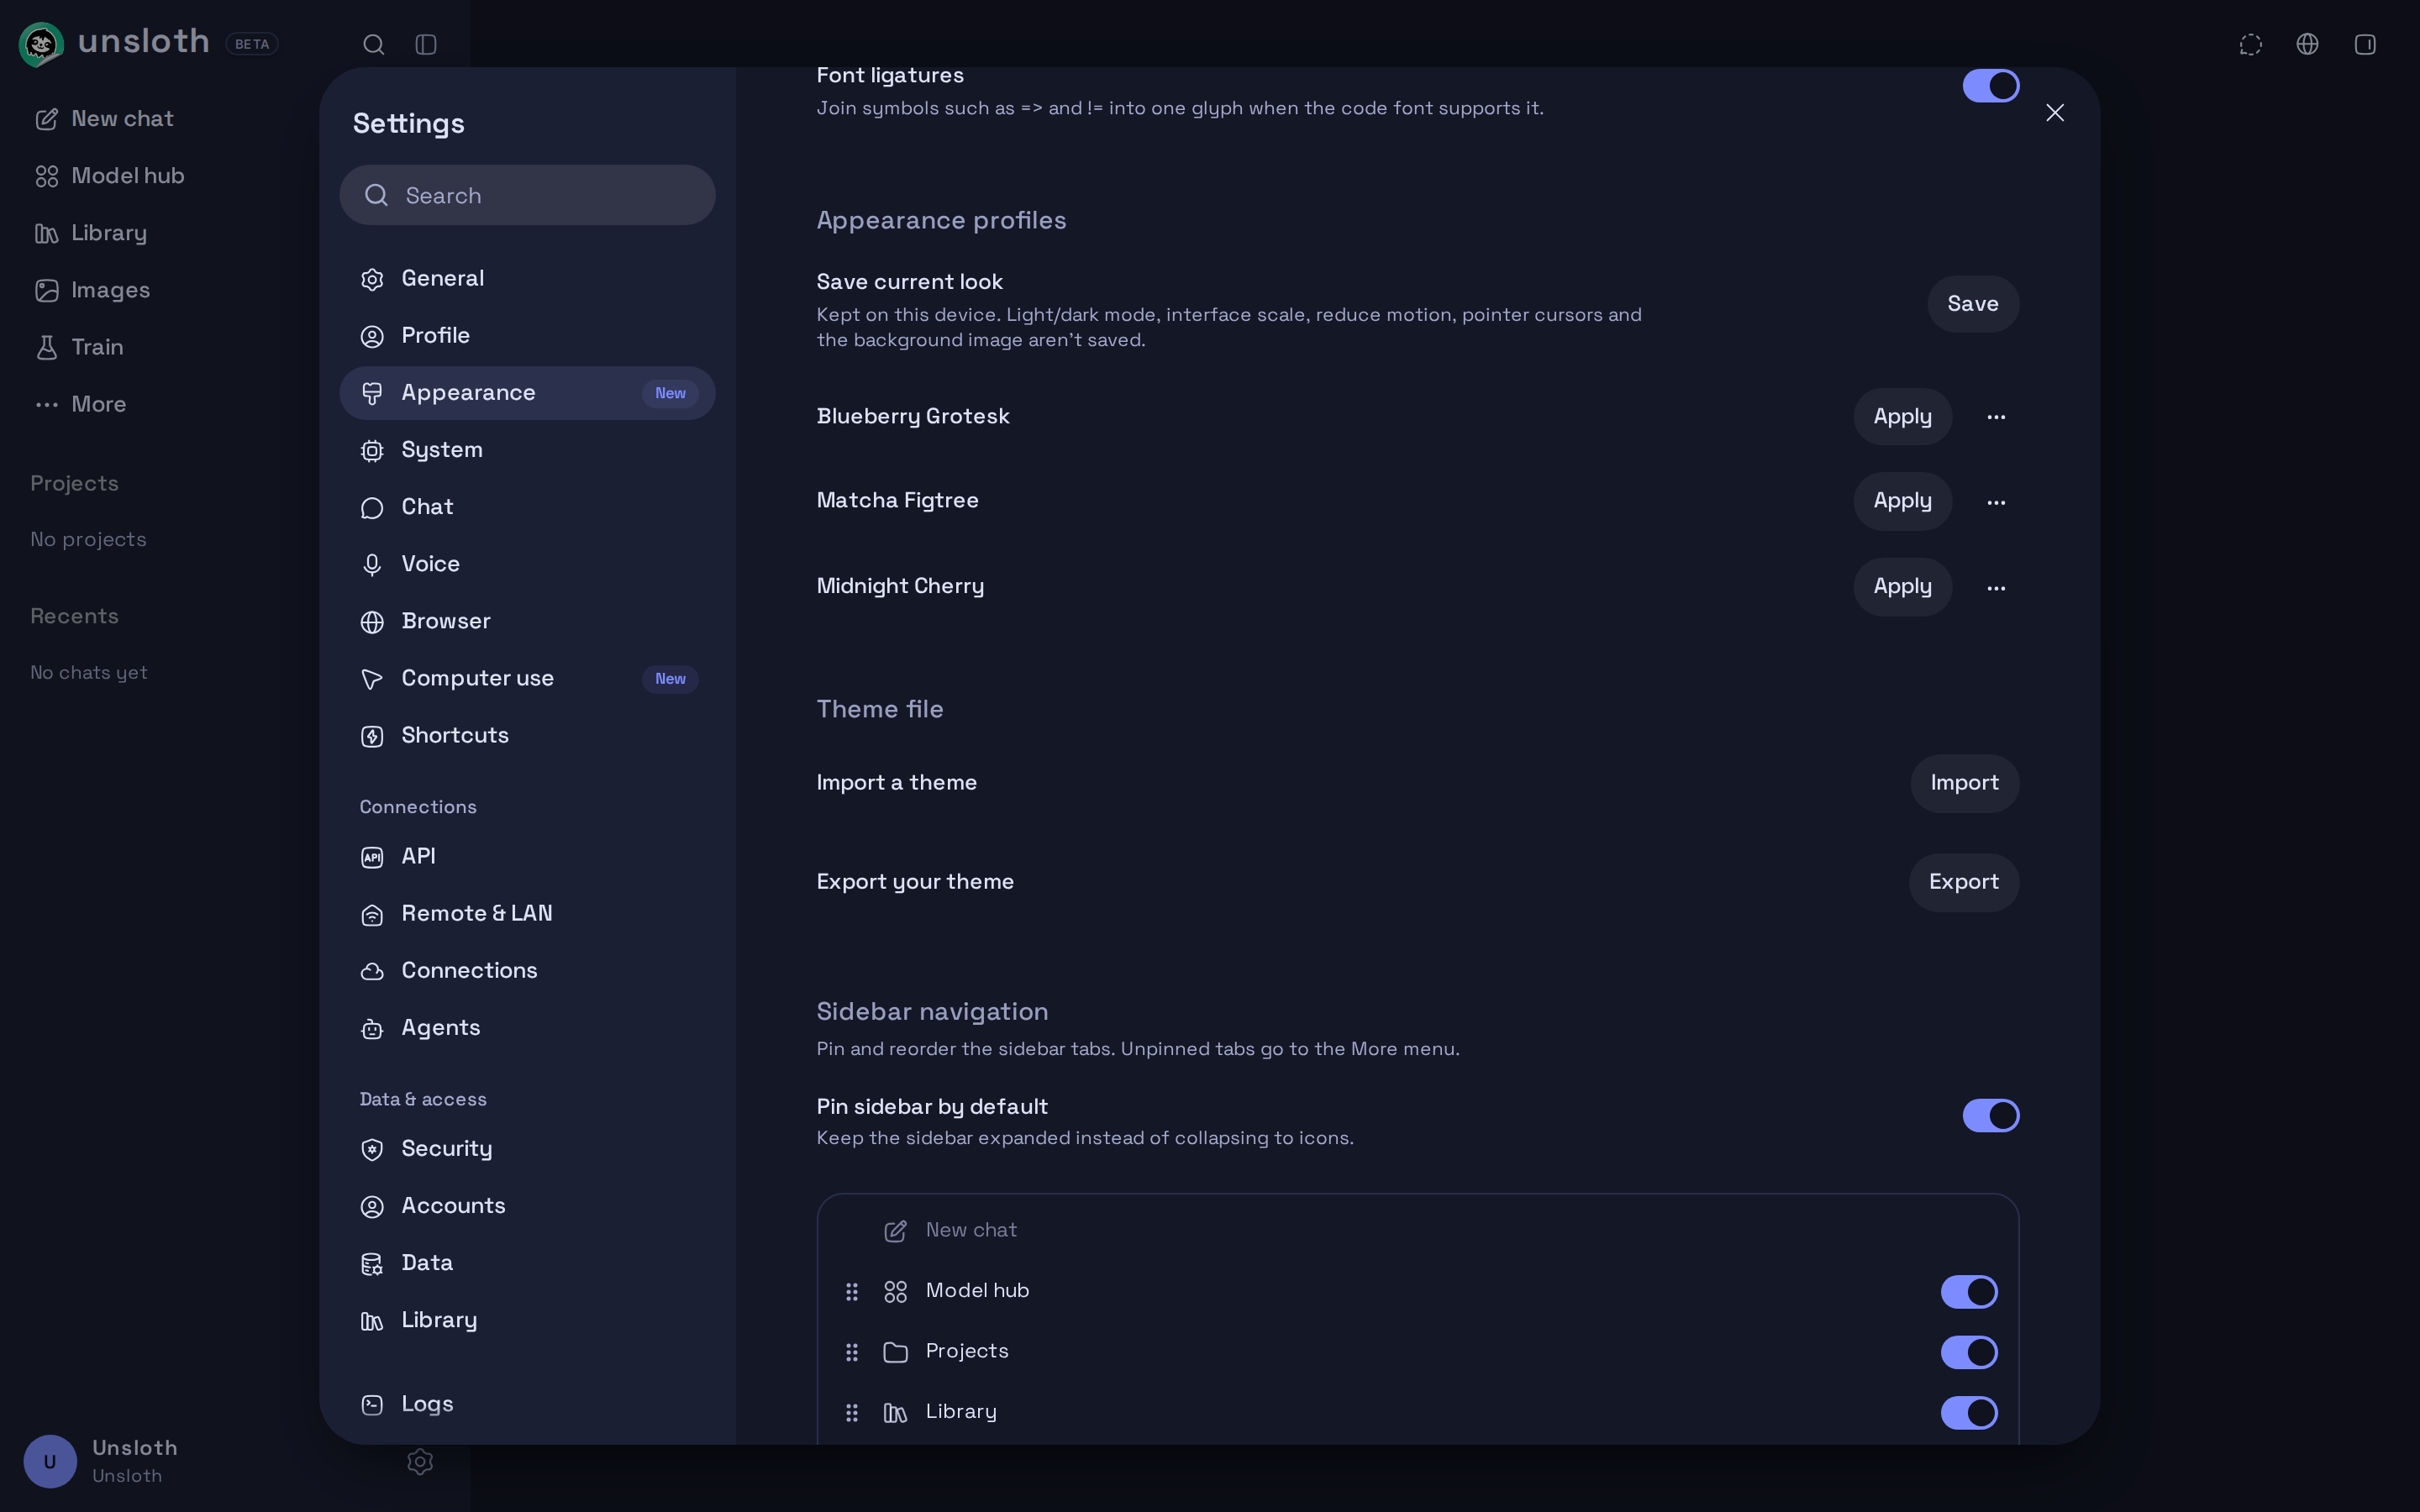 unsloth BETA
New chat
Model hub
Library
Images
Train
More
Projects
No projects
Recents
No chats yet
U
Unsloth
Unsloth
Settings
Search
General
Profile
Appearance New
System
Chat
Voice
Browser
Computer use New
Shortcuts
Connections
API
API
Remote & LAN
Connections
Agents
Data & access
Security
Accounts
Data
Library
Logs
Font ligatures
Join symbols such as => and != into one glyph when the code font supports it.
Appearance profiles
Save current look
Kept on this device. Light/dark mode, interface scale, reduce motion, pointer cursors and
the background image aren’t saved.
Save
Blueberry Grotesk
Apply
Matcha Figtree
Apply
Midnight Cherry
Apply
Theme file
Import a theme
Import
Export your theme
Export
Sidebar navigation
Pin and reorder the sidebar tabs. Unpinned tabs go to the More menu.
Pin sidebar by default
Keep the sidebar expanded instead of collapsing to icons.
New chat
Model hub
Projects
Library